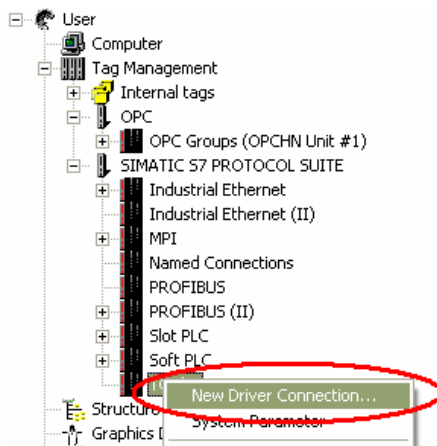 User
Computer
Tag Management
Internal tags
OPC
OPC Groups (OPCHN Unit #1)
SIMATIC S7 PROTOCOL SUITE
Industrial Ethernet
Industrial Ethernet (II)
MPI
Named Connections
PROFIBUS
PROFIBUS (II)
Slot PLC
Soft PLC
New Driver Connection...
System Parameter
Graphics